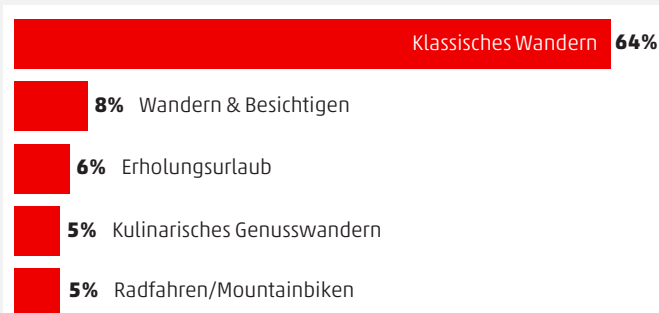 Klassisches Wandern 64%
8% Wandern & Besichtigen
6% Erholungsurlaub
5% Kulinarisches Genusswandern
5% Radfahren/Mountainbiken